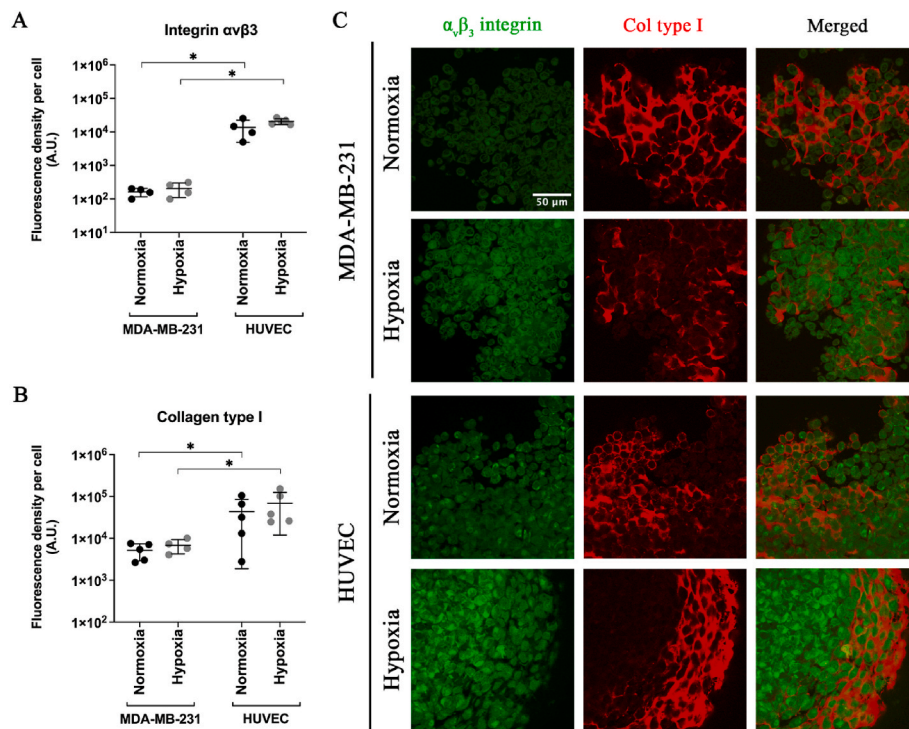 A
Integrin αvβ3
Fluorescence density per cell
(A.U.)
1×10⁶
1×10⁵
1×10⁴
1×10³
1×10²
1×10¹
*
*
Normoxia
Hypoxia
Normoxia
Hypoxia
MDA-MB-231
HUVEC
B
Collagen type I
Fluorescence density per cell
(A.U.)
1×10⁶
1×10⁵
1×10⁴
1×10³
1×10²
*
*
Normoxia
Hypoxia
Normoxia
Hypoxia
MDA-MB-231
HUVEC
C
αᵥβ₃ integrin
Col type I
Merged
MDA-MB-231
Normoxia
50 μm
Hypoxia
HUVEC
Normoxia
Hypoxia